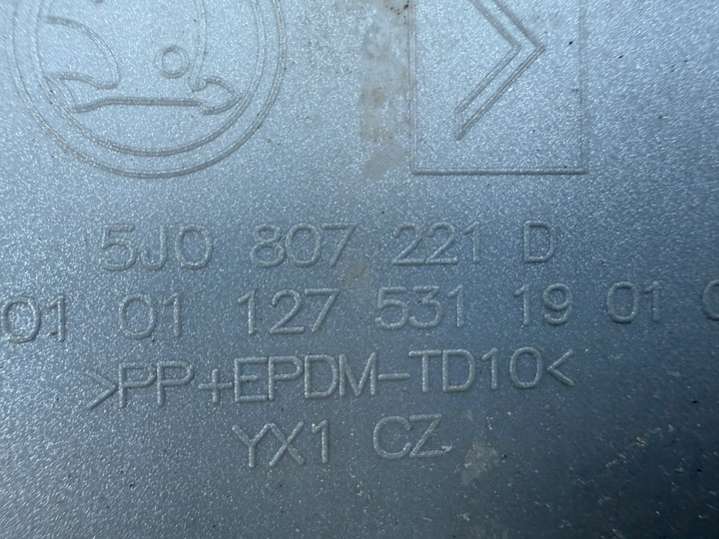 5J0 807 221 D
01 01 127 531 19 01
>PP+EPDM-TD10<
YX1 CZ